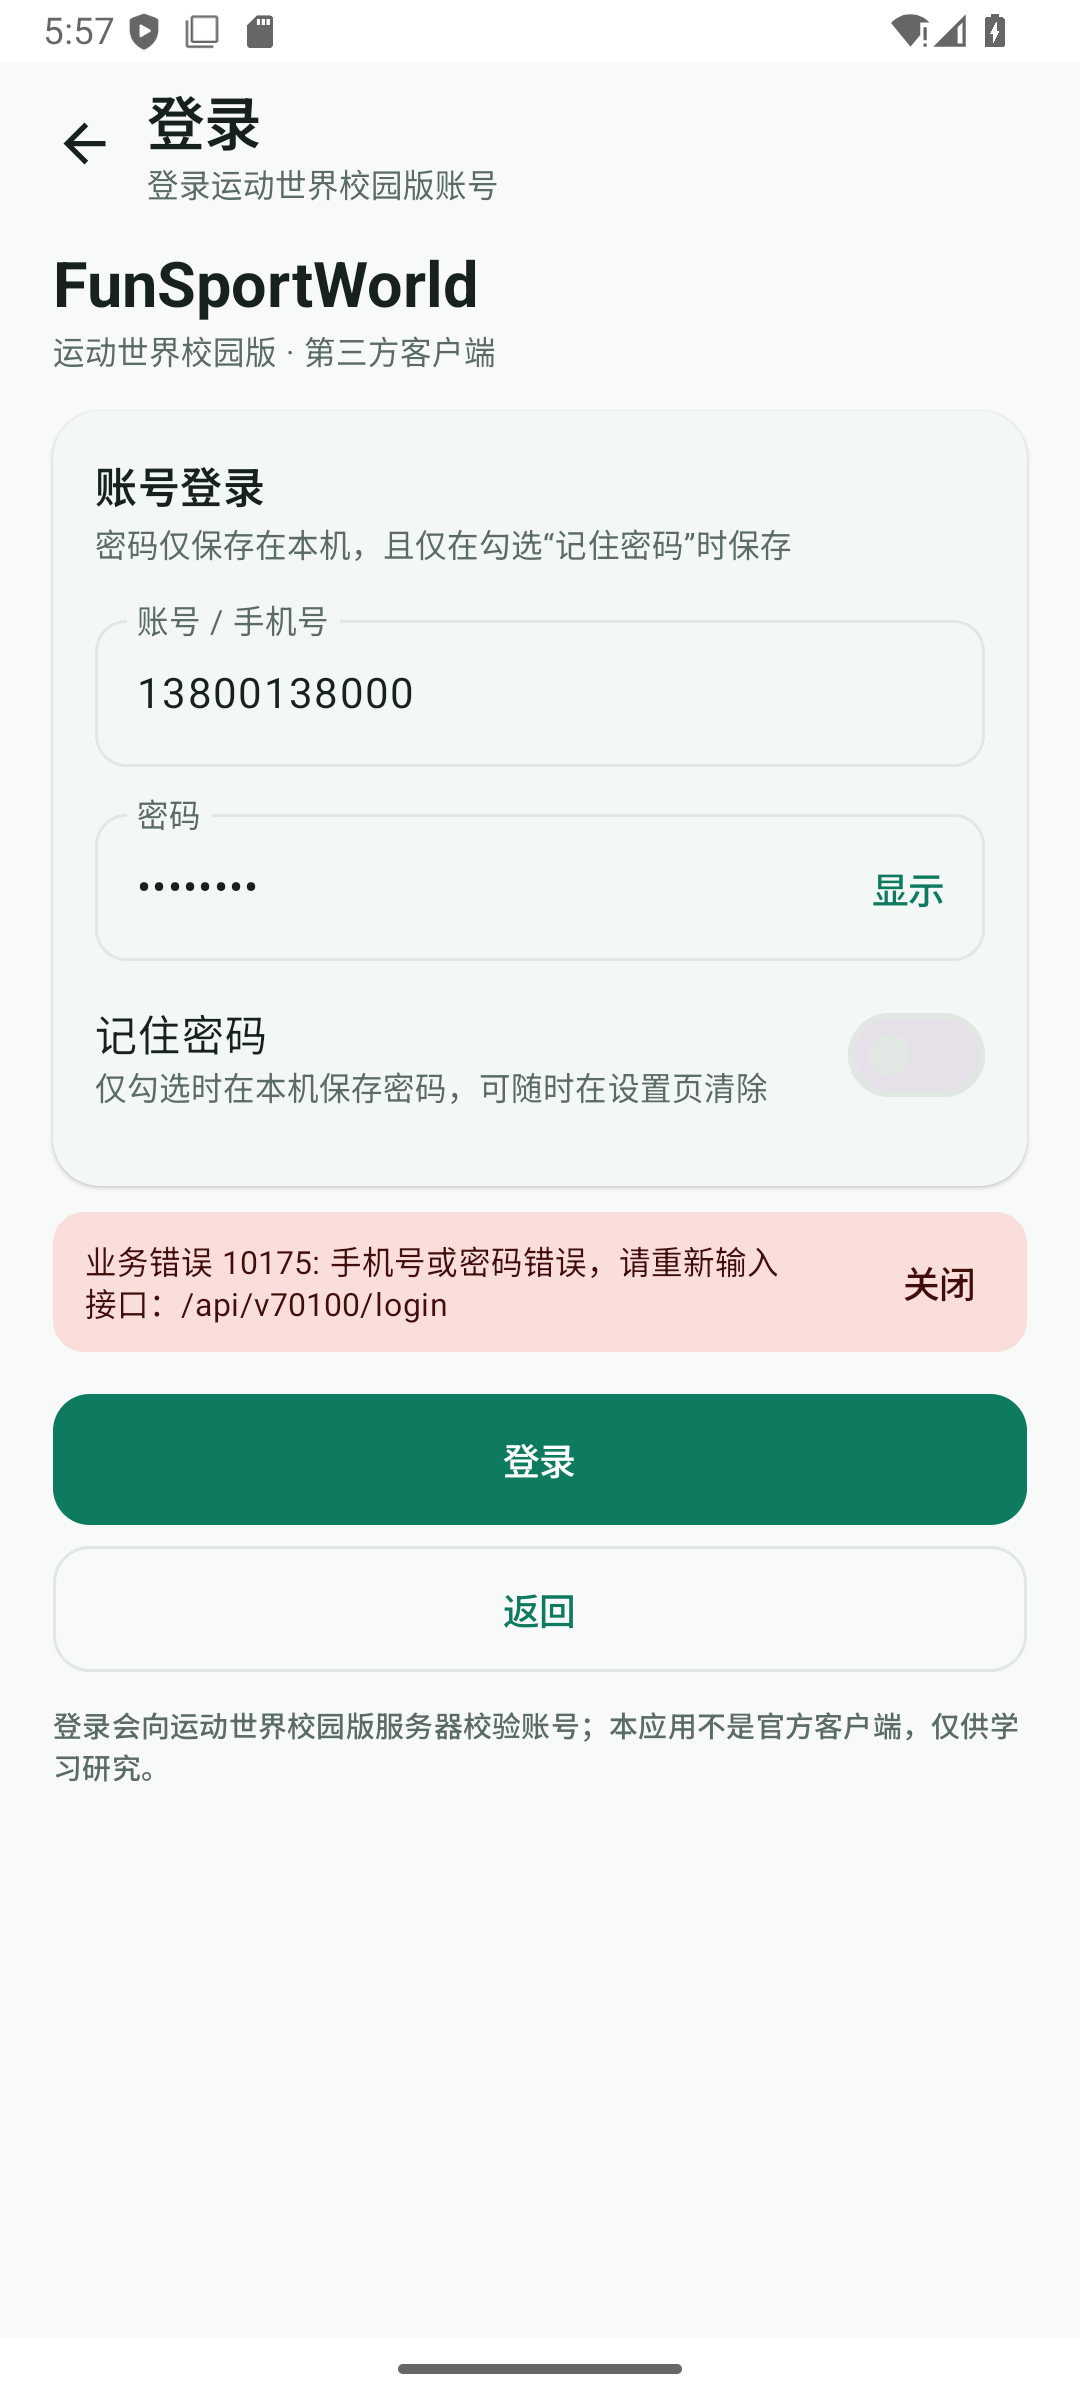 5:57
登录
登录运动世界校园版账号
FunSportWorld
运动世界校园版 · 第三方客户端
账号登录
密码仅保存在本机，且仅在勾选“记住密码”时保存
账号 / 手机号
13800138000
密码
••••••••
显示
记住密码
仅勾选时在本机保存密码，可随时在设置页清除
业务错误 10175: 手机号或密码错误，请重新输入
接口：/api/v70100/login
关闭
登录
返回
登录会向运动世界校园版服务器校验账号；本应用不是官方客户端，仅供学
习研究。